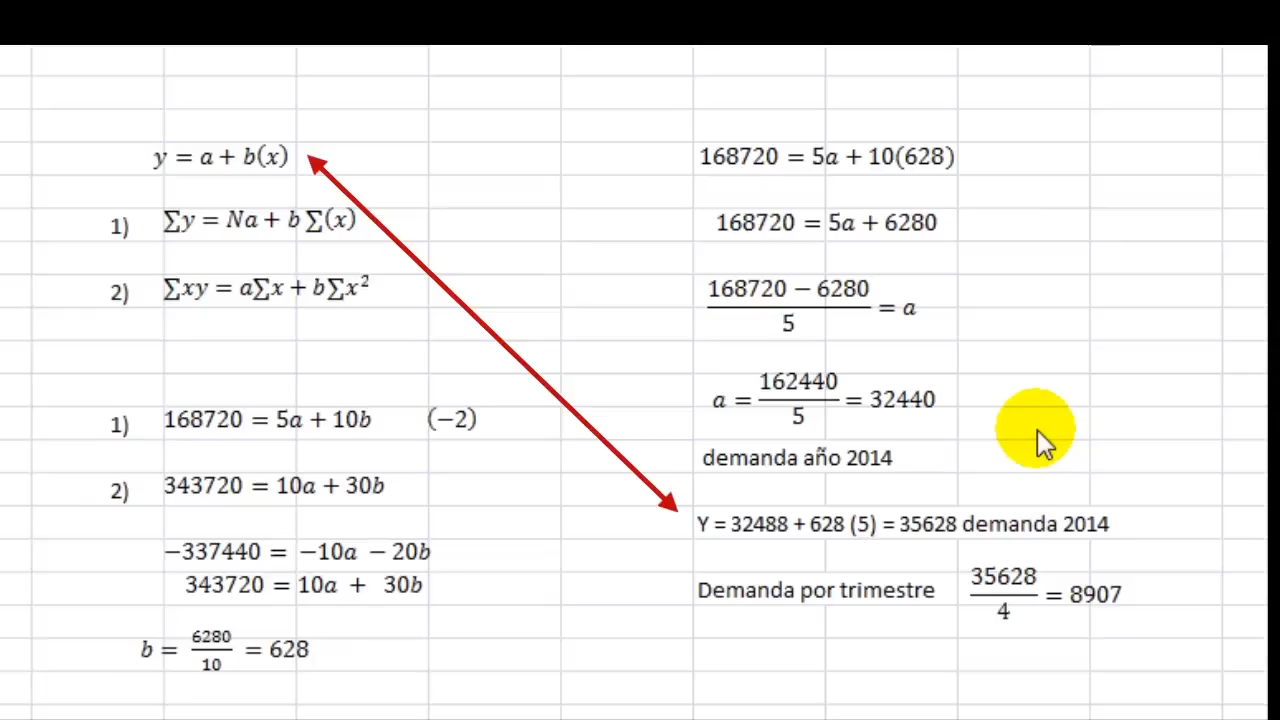 y = a + b(x)
1) ∑y = Na + b ∑(x)
2) ∑xy = a∑x + b∑x²
1) 168720 = 5a + 10b (−2)
2) 343720 = 10a + 30b
−337440 = −10a − 20b
343720 = 10a + 30b
b = 6280/10 = 628
168720 = 5a + 10(628)
168720 = 5a + 6280
168720 − 6280/5 = a
a = 162440/5 = 32440
demanda año 2014
Y = 32488 + 628 (5) = 35628 demanda 2014
Demanda por trimestre 35628/4 = 8907